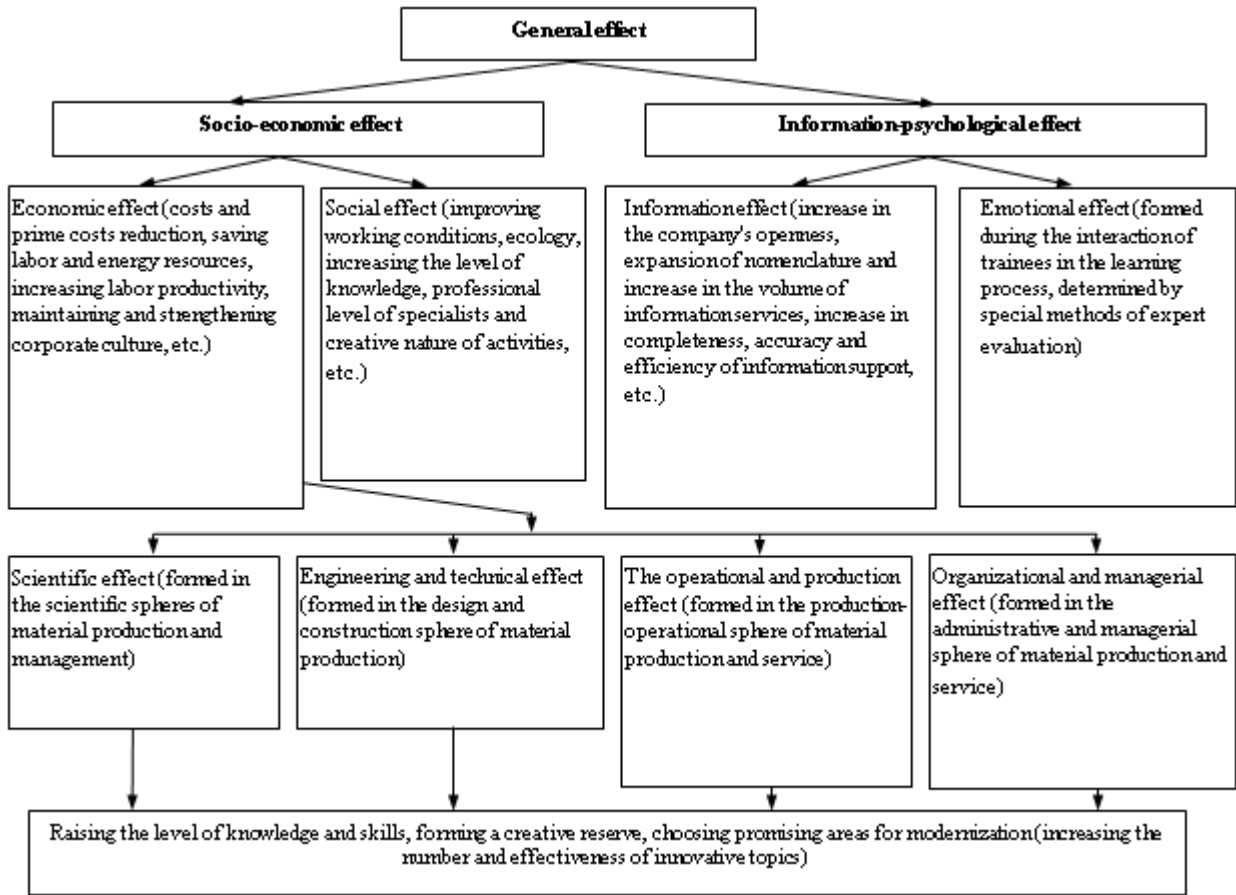 General effect
Socio-economic effect
Information-psychological effect
Economic effect (costs and
prime costs reduction, saving
labor and energy resources,
increasing labor productivity,
maintaining and strengthening
corporate culture, etc.)
Social effect (improving
working conditions, ecology,
increasing the level of
knowledge, professional
level of specialists and
creative nature of activities,
etc.)
Information effect (increase in
the company's openness,
expansion of nomenclature and
increase in the volume of
information services, increase in
completeness, accuracy and
efficiency of information support,
etc.)
Emotional effect (formed
during the interaction of
trainees in the learning
process, determined by
special methods of expert
evaluation)
Scientific effect (formed in
the scientific spheres of
material production and
management)
Engineering and technical effect
(formed in the design and
construction sphere of material
production)
The operational and production
effect (formed in the production-
operational sphere of material
production and service)
Organizational and managerial
effect (formed in the
administrative and managerial
sphere of material production and
service)
Raising the level of knowledge and skills, forming a creative reserve, choosing promising areas for modernization (increasing the
number and effectiveness of innovative topics)